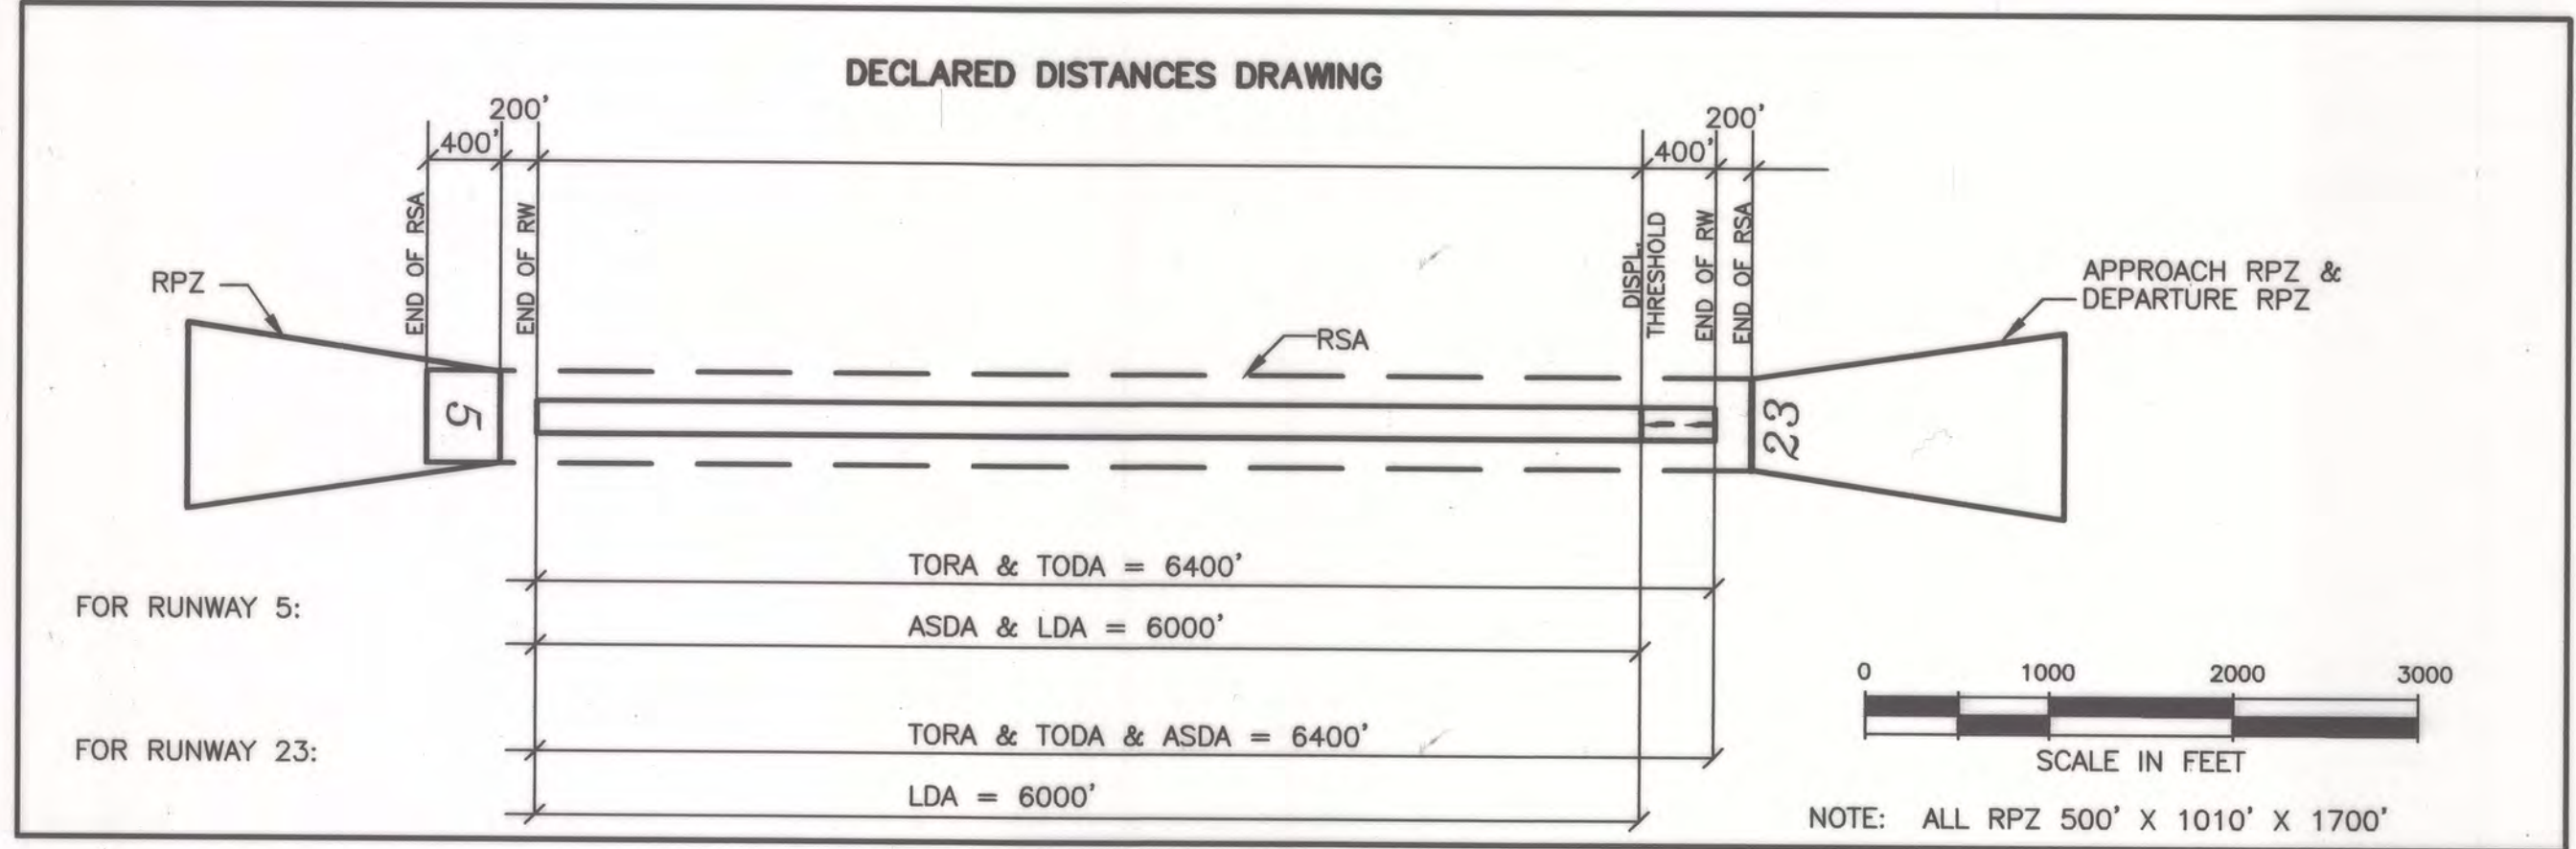 DECLARED DISTANCES DRAWING
200'
400'
200'
400'
END OF RSA
END OF RW
DISPL.
THRESHOLD
END OF RW
END OF RSA
RPZ
APPROACH RPZ &
DEPARTURE RPZ
RSA
5
23
TORA & TODA = 6400'
FOR RUNWAY 5:
ASDA & LDA = 6000'
0 1000 2000 3000
TORA & TODA & ASDA = 6400'
FOR RUNWAY 23:
SCALE IN FEET
LDA = 6000'
NOTE: ALL RPZ 500' X 1010' X 1700'